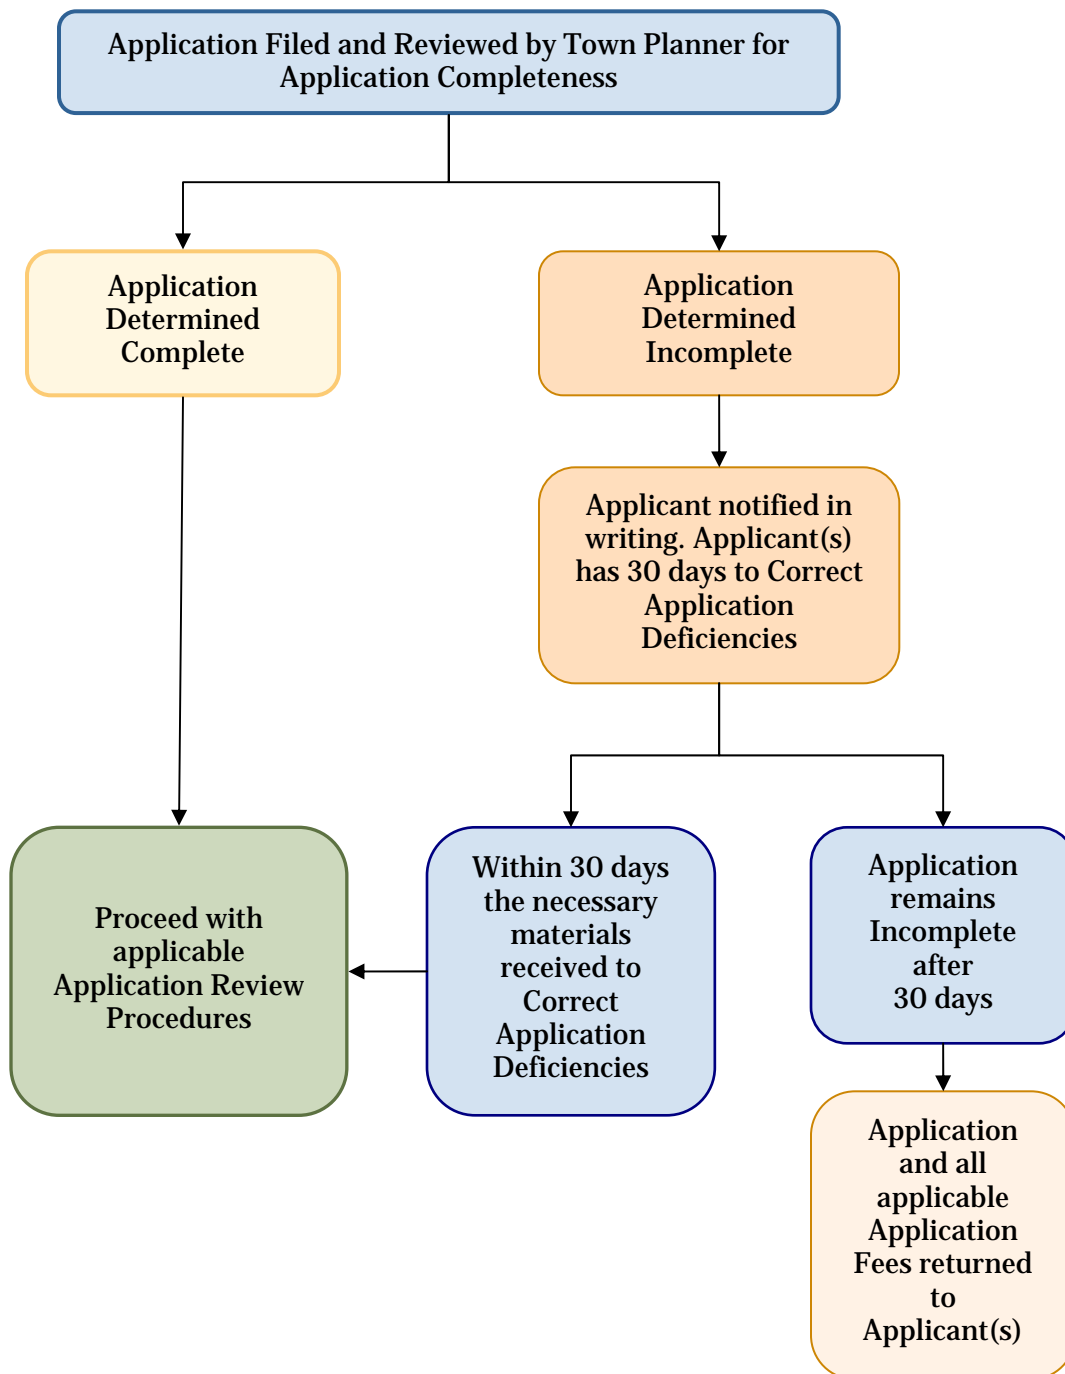 Application Filed and Reviewed by Town Planner for
Application Completeness
Application
Determined
Complete
Application
Determined
Incomplete
Applicant notified in
writing. Applicant(s)
has 30 days to Correct
Application
Deficiencies
Proceed with
applicable
Application Review
Procedures
Within 30 days
the necessary
materials
received to
Correct
Application
Deficiencies
Application
remains
Incomplete
after
30 days
Application
and all
applicable
Application
Fees returned
to
Applicant(s)